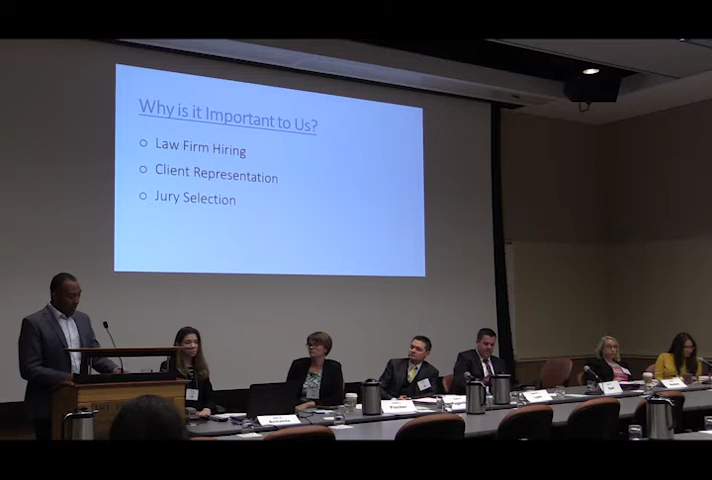 Why is it Important to Us?
Law Firm Hiring
Client Representation
Jury Selection